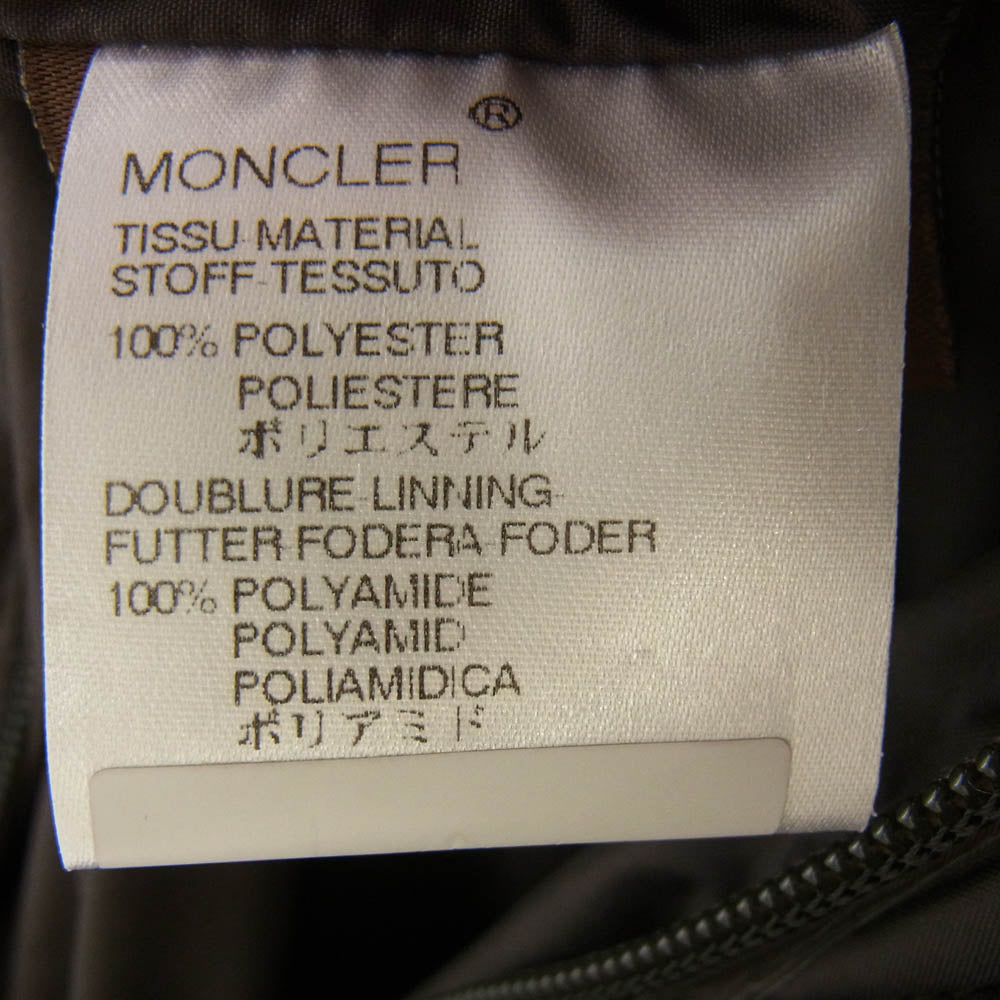 ®
MONCLER
TISSU-MATERIAL
STOFF-TESSUTO
100% POLYESTER
POLIESTERE
ポリエステル
DOUBLURE-LINNING-
FUTTER-FODERA-FODER
100% POLYAMIDE
POLYAMID
POLIAMIDICA
ポリアミド